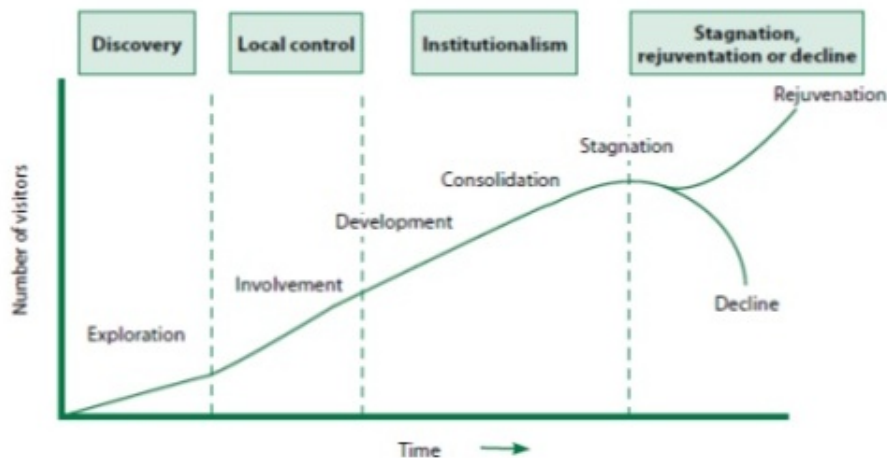 Discovery
Local control
Institutionalism
Stagnation,
rejuventation or decline
Rejuvenation
Stagnation
Consolidation
Development
Involvement
Decline
Exploration
Number of visitors
Time